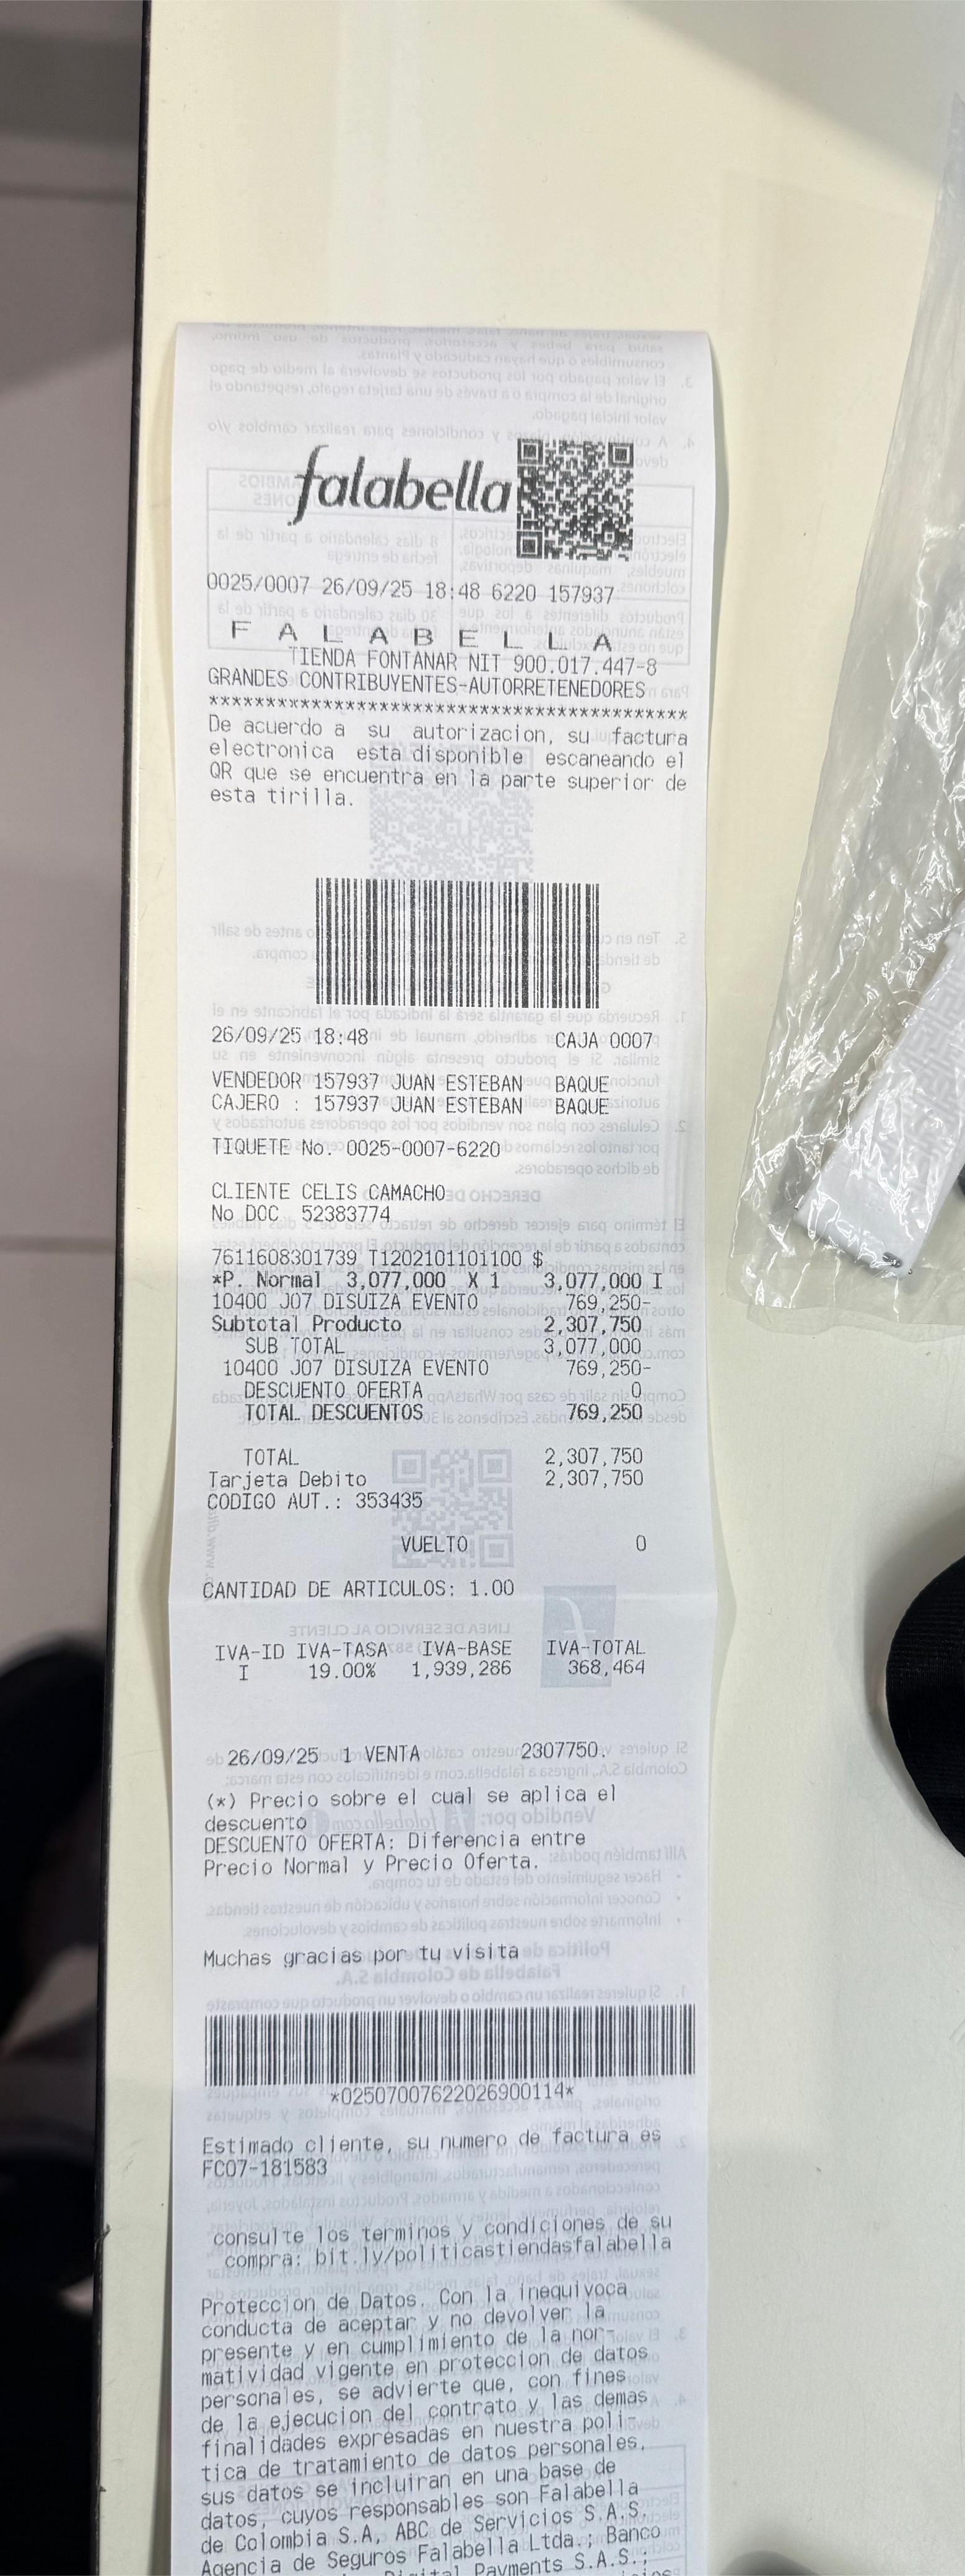 falabella
0025/0007 26/09/25 18:48 6220 157937
F A L A B E L L A
TIENDA FONTANAR NIT 900.017.447-8
GRANDES CONTRIBUYENTES-AUTORRETENEDORES
******************************************
De acuerdo a su autorizacion, su factura
electronica esta disponible escaneando el
QR que se encuentra en la parte superior de
esta tirilla.
26/09/25 18:48 CAJA 0007
VENDEDOR 157937 JUAN ESTEBAN BAQUE
CAJERO : 157937 JUAN ESTEBAN BAQUE
TIQUETE No. 0025-0007-6220
CLIENTE CELIS CAMACHO
No DOC 52383774
7611608301739 T1202101101100 $
*P. Normal 3,077,000 X 1 3,077,000 I
10400 J07 DISUIZA EVENTO 769,250-
Subtotal Producto 2,307,750
SUB TOTAL 3,077,000
10400 J07 DISUIZA EVENTO 769,250-
DESCUENTO OFERTA 0
TOTAL DESCUENTOS 769,250
TOTAL 2,307,750
Tarjeta Debito 2,307,750
CODIGO AUT.: 353435
VUELTO 0
CANTIDAD DE ARTICULOS: 1.00
IVA-ID IVA-TASA IVA-BASE IVA-TOTAL
I 19.00% 1,939,286 368,464
26/09/25 1 VENTA 2307750.
(*) Precio sobre el cual se aplica el
descuento
DESCUENTO OFERTA: Diferencia entre
Precio Normal y Precio Oferta.
Muchas gracias por tu visita
*02507007622026900114*
Estimado cliente, su numero de factura es
FC07-181583
consulte los terminos y condiciones de su
compra: bit.ly/politicastiendasfalabella
Proteccion de Datos. Con la inequivoca
conducta de aceptar y no devolver la
presente y en cumplimiento de la nor-
matividad vigente en proteccion de datos
personales, se advierte que, con fines
de la ejecucion del contrato y las demas
finalidades expresadas en nuestra poli-
tica de tratamiento de datos personales,
sus datos se incluiran en una base de
datos, cuyos responsables son Falabella
de Colombia S.A, ABC de Servicios S.A.S,
Agencia de Seguros Falabella Ltda.; Banco
Payments S.A.S.,